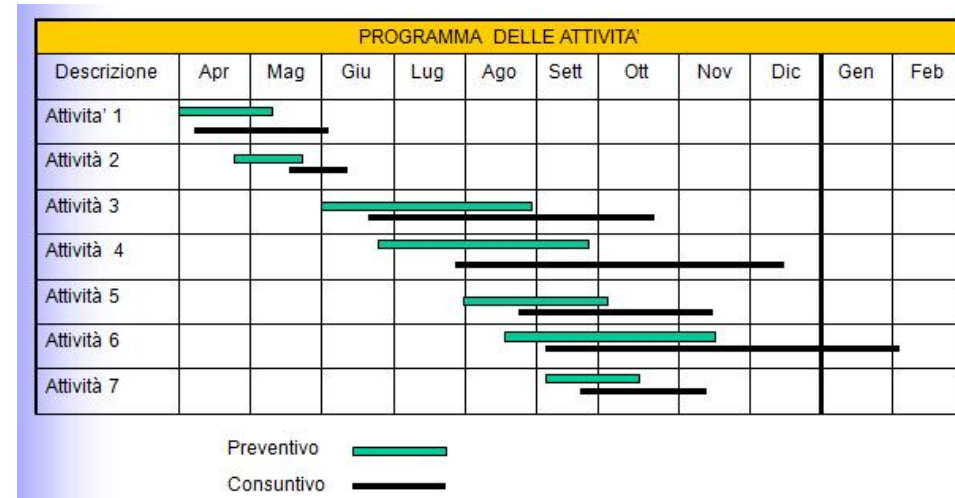 PROGRAMMA DELLE ATTIVITA'
Descrizione Apr Mag Giu Lug Ago Sett Ott Nov Dic Gen Feb
Attivita' 1
Attività 2
Attività 3
Attività 4
Attività 5
Attività 6
Attività 7
Preventivo
Consuntivo